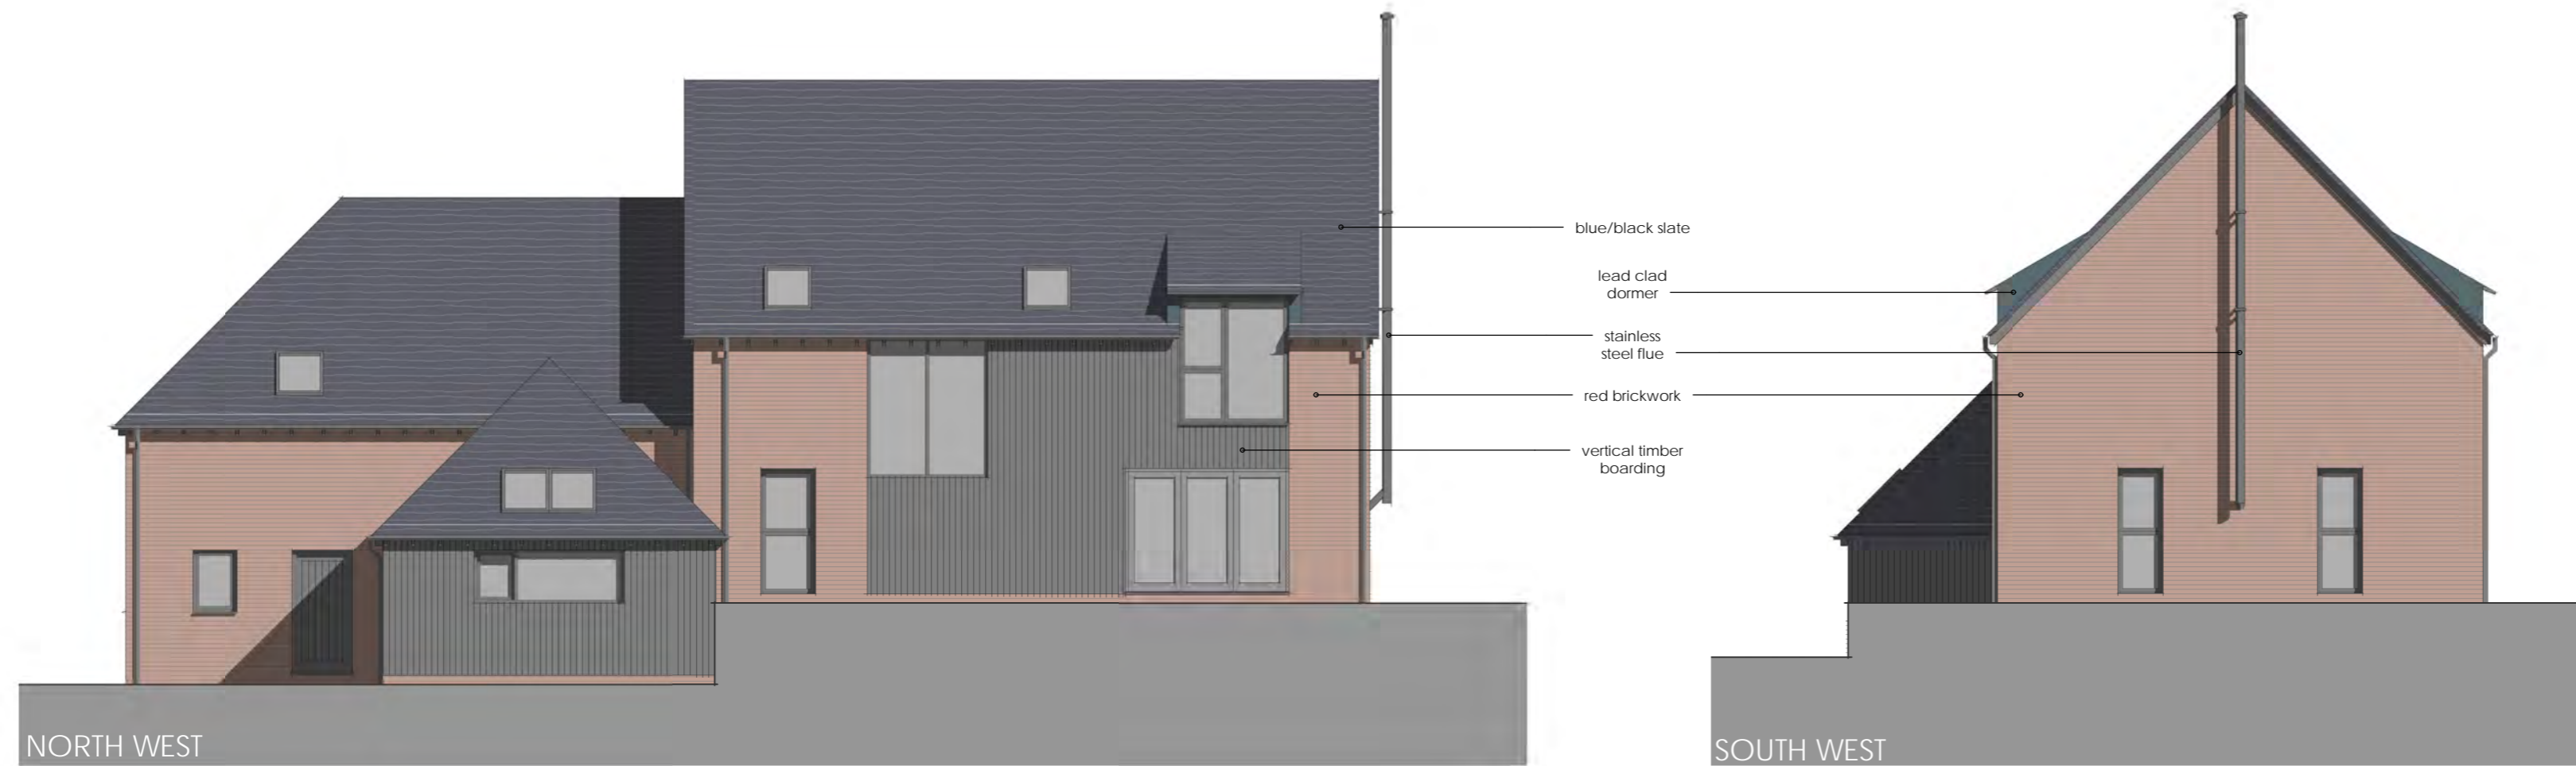 blue/black slate
lead clad
dormer
stainless
steel flue
red brickwork
vertical timber
boarding
NORTH WEST
SOUTH WEST